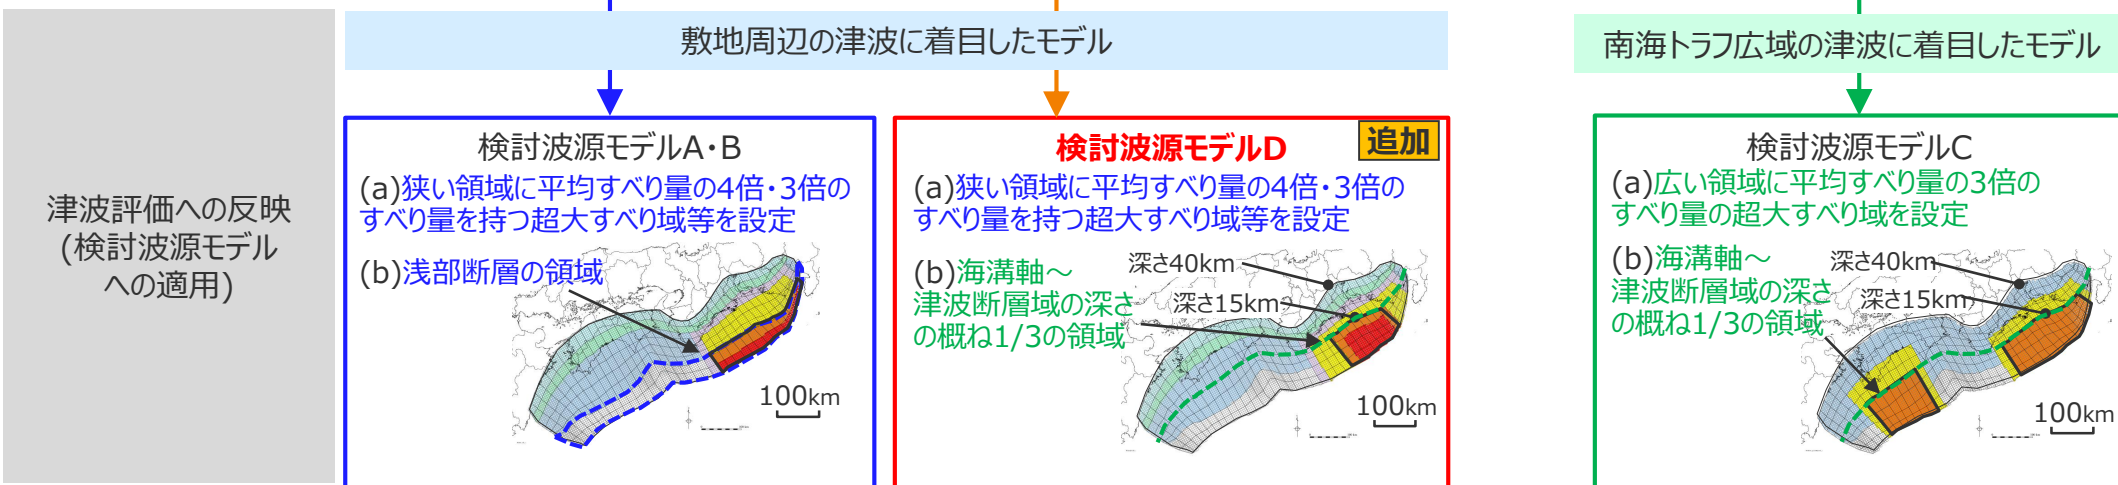 敷地周辺の津波に着目したモデル
南海トラフ広域の津波に着目したモデル
津波評価への反映
(検討波源モデル
への適用)
検討波源モデルA・B
(a)狭い領域に平均すべり量の4倍・3倍の
すべり量を持つ超大すべり域等を設定
(b)浅部断層の領域
100km
検討波源モデルD
追加
(a)狭い領域に平均すべり量の4倍・3倍の
すべり量を持つ超大すべり域等を設定
(b)海溝軸～
津波断層域の深さ
の概ね1/3の領域
深さ40km
深さ15km
100km
検討波源モデルC
(a)広い領域に平均すべり量の3倍の
すべり量の超大すべり域を設定
(b)海溝軸～
津波断層域の深さ
の概ね1/3の領域
深さ40km
深さ15km
100km